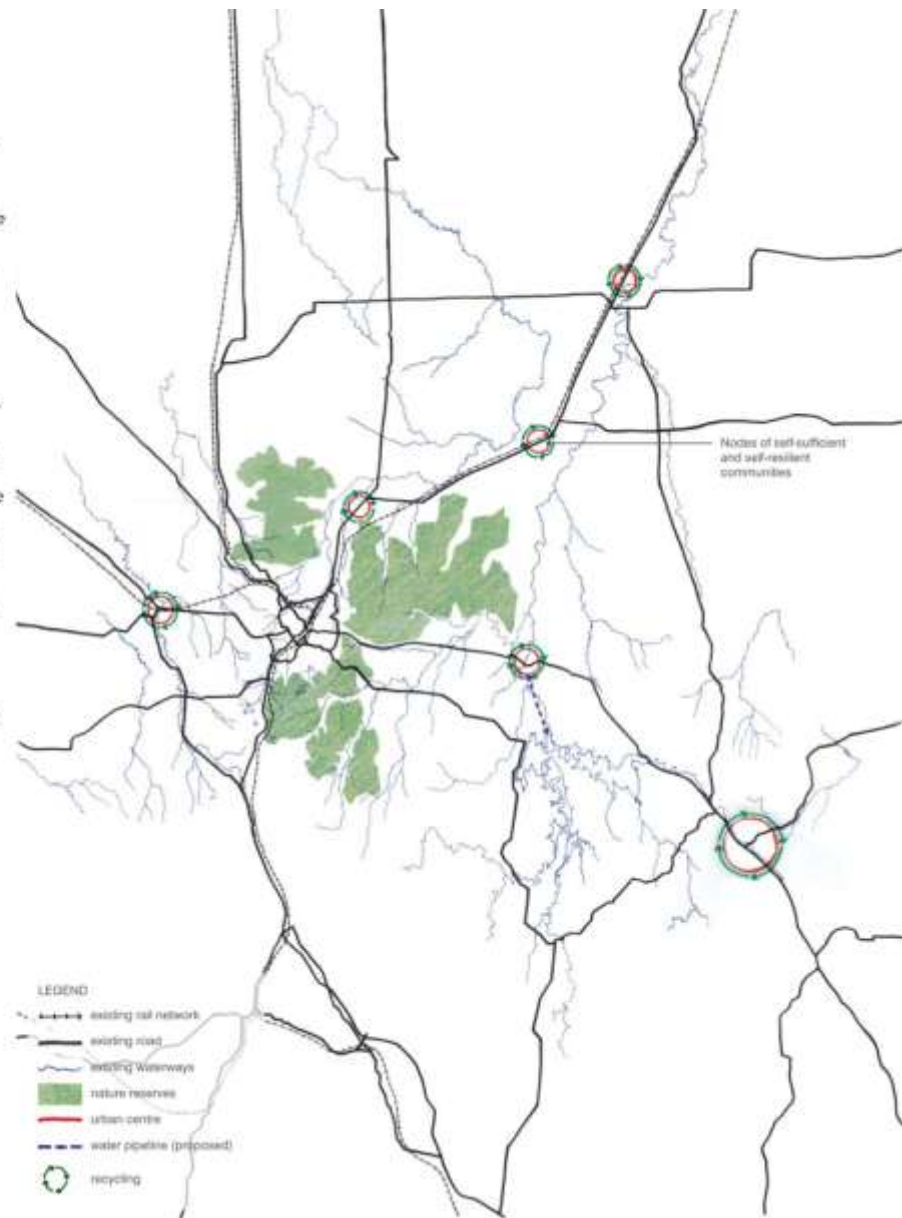 Nodes of self-sufficient
and self-resilient
communities
LEGEND
existing rail network
existing road
existing waterways
nature reserves
urban centre
water pipeline (proposed)
recycling